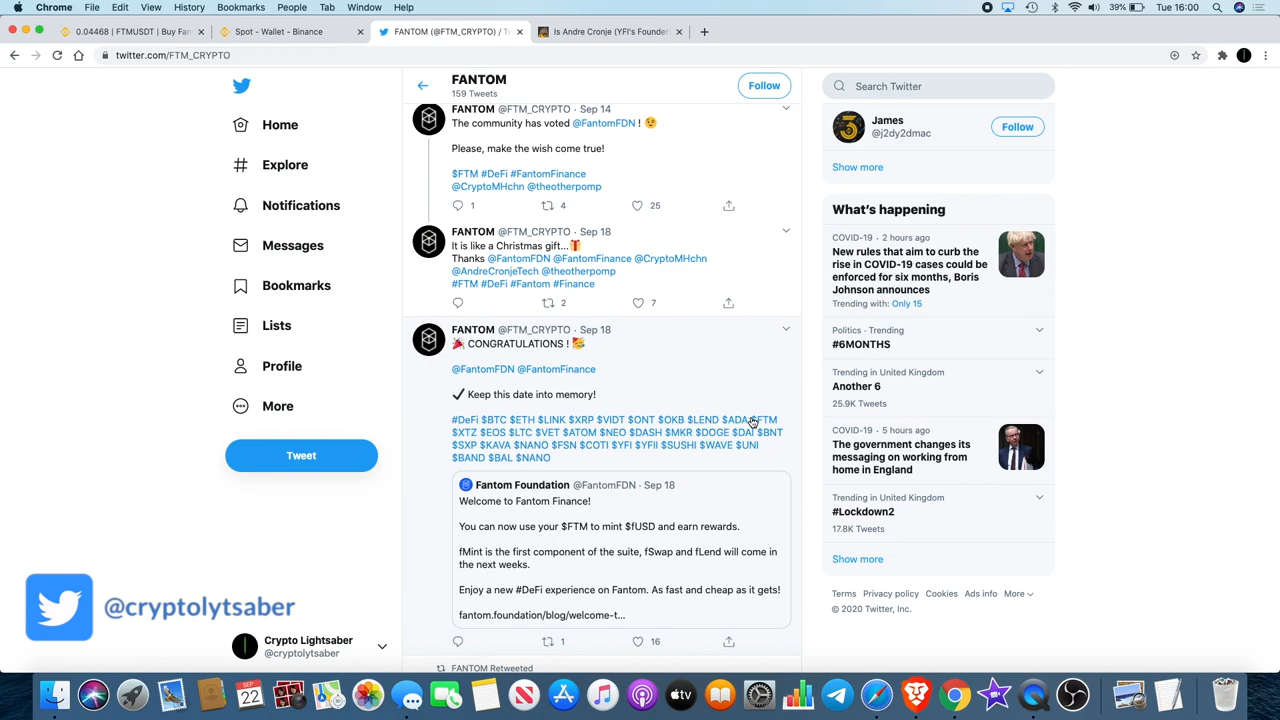 Chrome File Edit View History Bookmarks People Tab Window Help
39% Tue 16:00
0.04468 | FTMUSDT | Buy Fan
Spot - Wallet - Binance
FANTOM (@FTM_CRYPTO) / T
Is Andre Cronje (YFI's Founder
twitter.com/FTM_CRYPTO
Home
Explore
Notifications
Messages
Bookmarks
Lists
Profile
More
Tweet
@cryptolytsaber
Crypto Lightsaber
@cryptolytsaber
FANTOM
159 Tweets
Follow
FANTOM @FTM_CRYPTO · Sep 14
The community has voted @FantomFDN !
Please, make the wish come true!
$FTM #DeFi #FantomFinance
@CryptoMHchn @theotherpomp
1 4 25
FANTOM @FTM_CRYPTO · Sep 18
It is like a Christmas gift...
Thanks @FantomFDN @FantomFinance @CryptoMHchn
@AndreCronjeTech @theotherpomp
#FTM #DeFi #Fantom #Finance
2 7
FANTOM @FTM_CRYPTO · Sep 18
CONGRATULATIONS !
@FantomFDN @FantomFinance
Keep this date into memory!
#DeFi $BTC $ETH $LINK $XRP $VIDT $ONT $OKB $LEND $ADA $FTM
$XTZ $EOS $LTC $VET $ATOM $NEO $DASH $MKR $DOGE $DAI $BNT
$SXP $KAVA $NANO $FSN $COTI $YFI $YFII $SUSHI $WAVE $UNI
$BAND $BAL $NANO
Fantom Foundation @FantomFDN · Sep 18
Welcome to Fantom Finance!
You can now use your $FTM to mint $fUSD and earn rewards.
fMint is the first component of the suite, fSwap and fLend will come in
the next weeks.
Enjoy a new #DeFi experience on Fantom. As fast and cheap as it gets!
fantom.foundation/blog/welcome-t...
1 16
FANTOM Retweeted
Search Twitter
James
@j2dy2dmac
Follow
Show more
What's happening
COVID-19 · 2 hours ago
New rules that aim to curb the
rise in COVID-19 cases could be
enforced for six months, Boris
Johnson announces
Trending with: Only 15
Politics · Trending
#6MONTHS
Trending in United Kingdom
Another 6
25.9K Tweets
COVID-19 · 5 hours ago
The government changes its
messaging on working from
home in England
Trending in United Kingdom
#Lockdown2
17.8K Tweets
Show more
Terms Privacy policy Cookies Ads info More
© 2020 Twitter, Inc.
SEP
22
tv